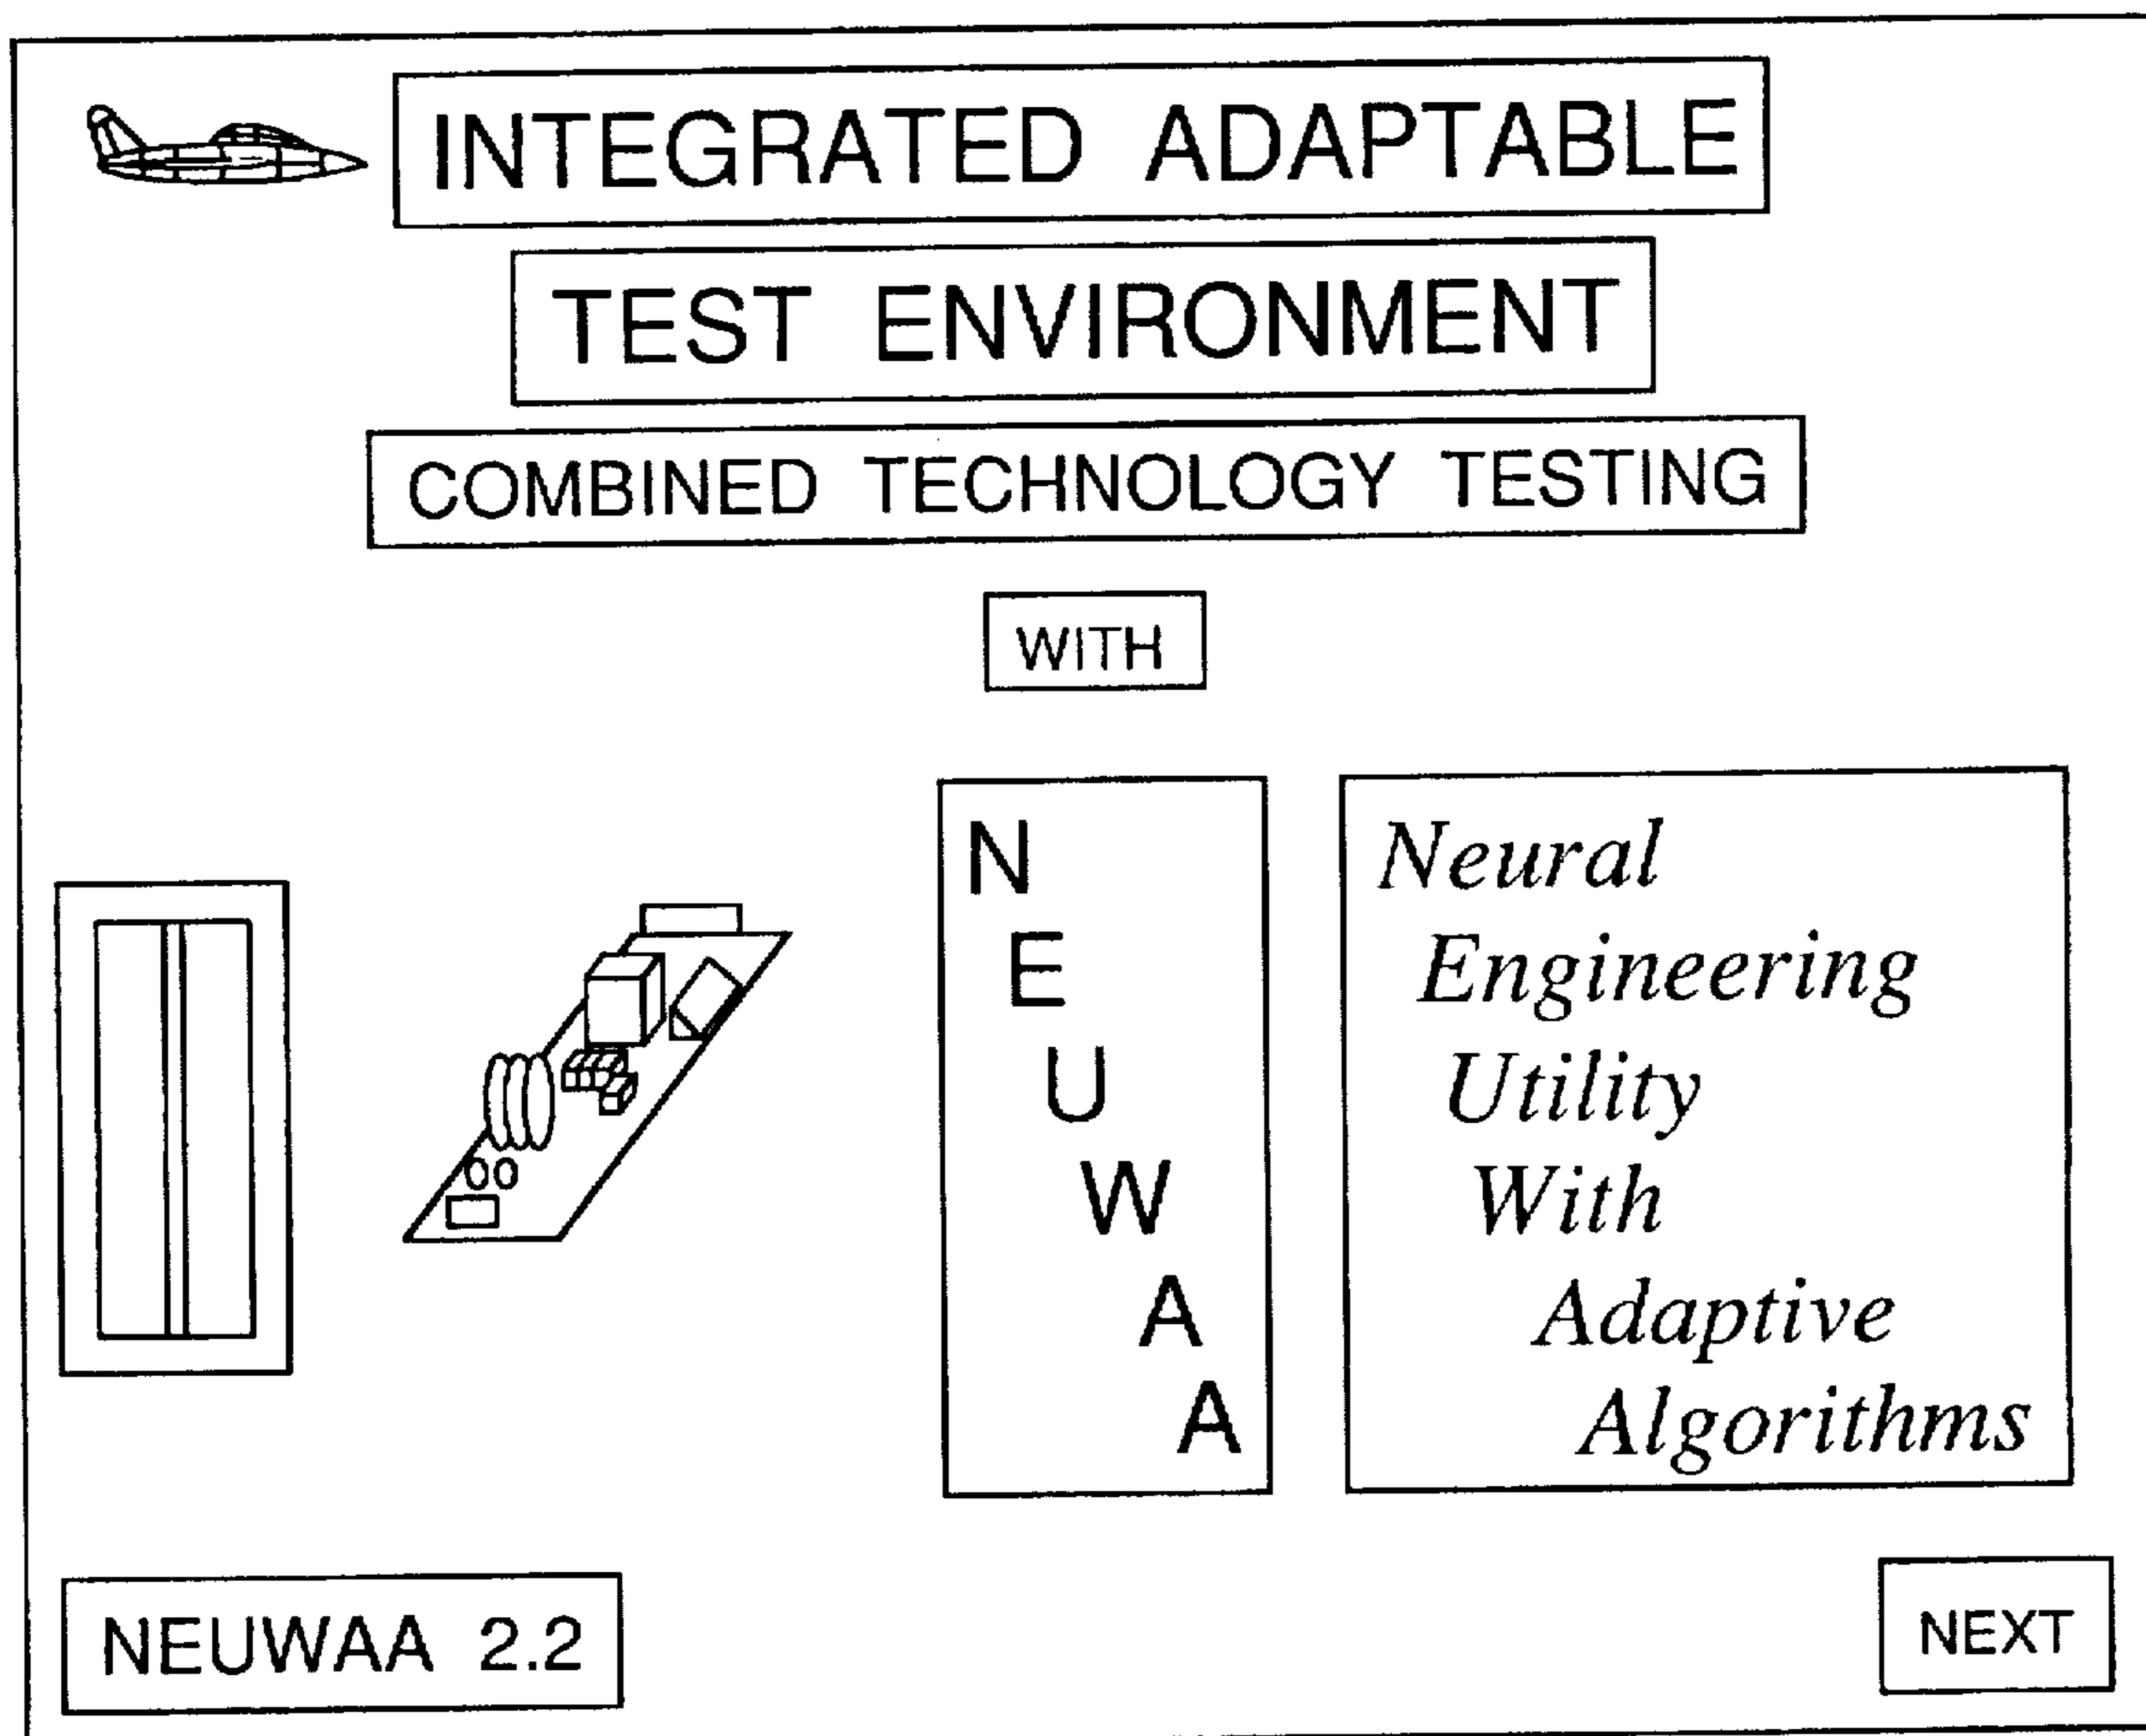 INTEGRATED ADAPTABLE
TEST ENVIRONMENT
COMBINED TECHNOLOGY TESTING
WITH
N
E
U
W
A
A
Neural
Engineering
Utility
With
Adaptive
Algorithms
NEUWAA 2.2
NEXT